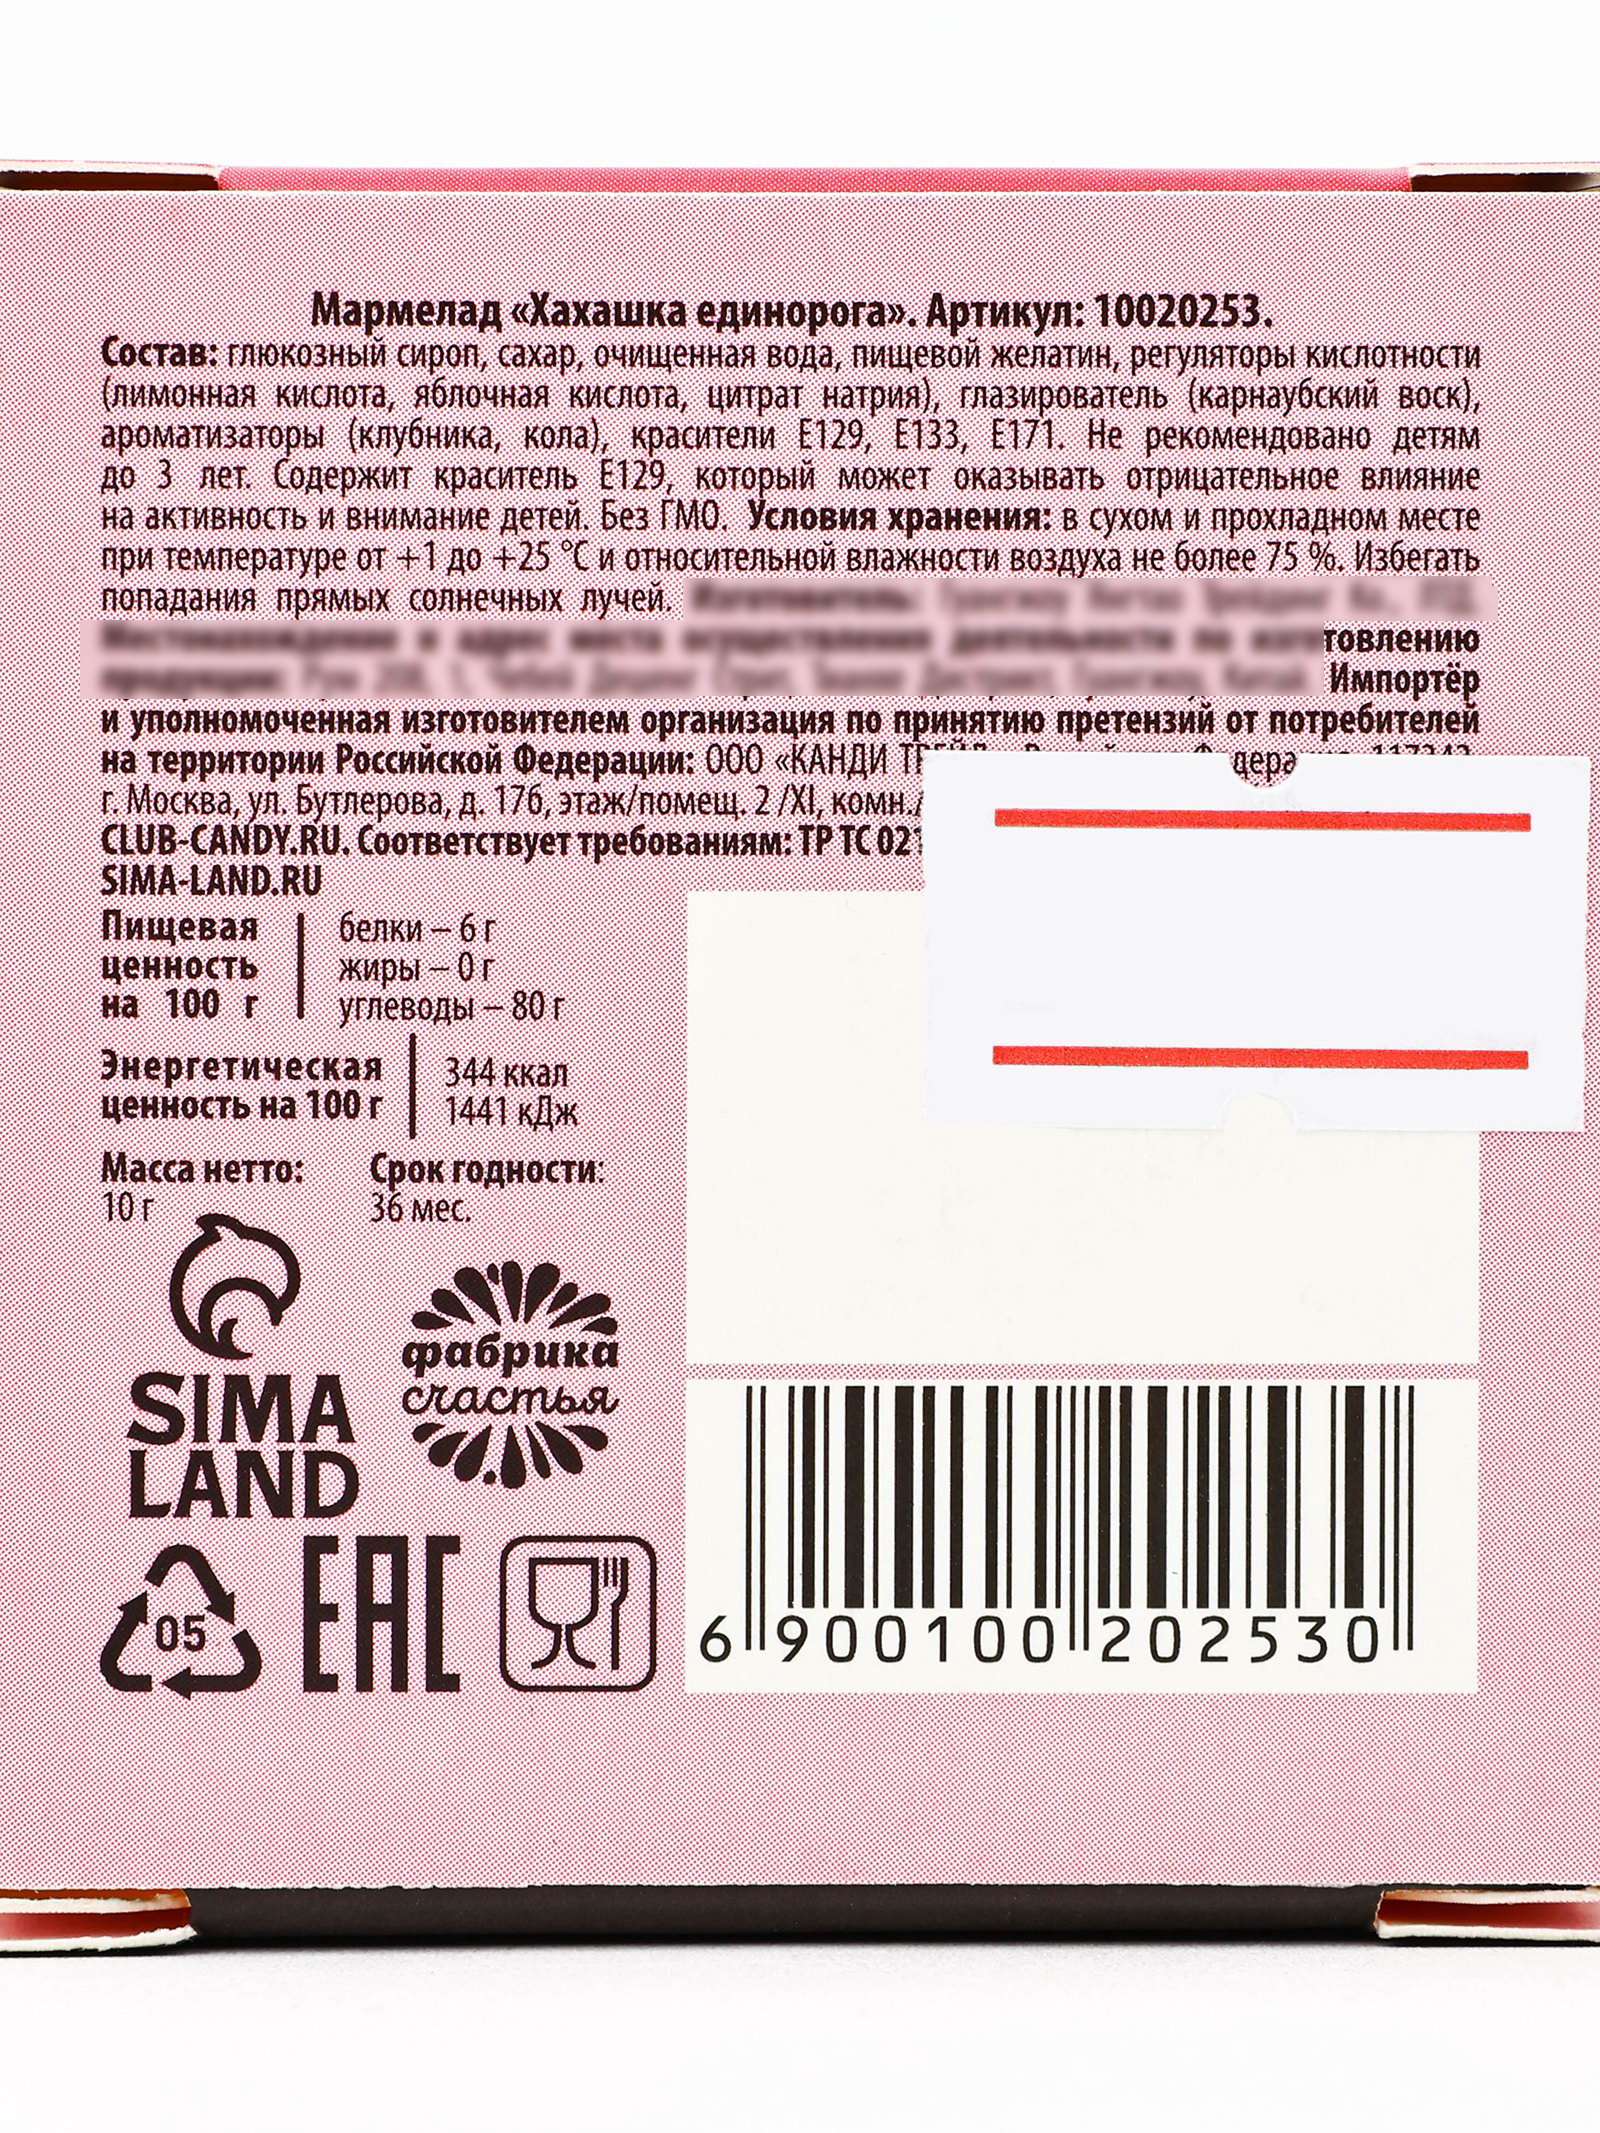 Мармелад «Хахашка единорога». Артикул: 10020253.
Состав: глюкозный сироп, сахар, очищенная вода, пищевой желатин, регуляторы кислотности
(лимонная кислота, яблочная кислота, цитрат натрия), глазирователь (карнаубский воск),
ароматизаторы (клубника, кола), красители Е129, Е133, Е171. Не рекомендовано детям
до 3 лет. Содержит краситель Е129, который может оказывать отрицательное влияние
на активность и внимание детей. Без ГМО. Условия хранения: в сухом и прохладном месте
при температуре от +1 до +25 °С и относительной влажности воздуха не более 75 %. Избегать
попадания прямых солнечных лучей.
Импортёр
и уполномоченная изготовителем организация по принятию претензий от потребителей
на территории Российской Федерации: ООО «КАНДИ
г. Москва, ул. Бутлерова, д. 17б, этаж/помещ. 2 /XI, комн.
CLUB-CANDY.RU. Соответствует требованиям: ТР ТС 021
SIMA-LAND.RU
Пищевая ценность на 100 г
белки – 6 г
жиры – 0 г
углеводы – 80 г
Энергетическая ценность на 100 г
344 ккал
1441 кДж
Масса нетто:
10 г
Срок годности:
36 мес.
SIMA
LAND
фабрика
счастья
05
EAC
6 900100 202530